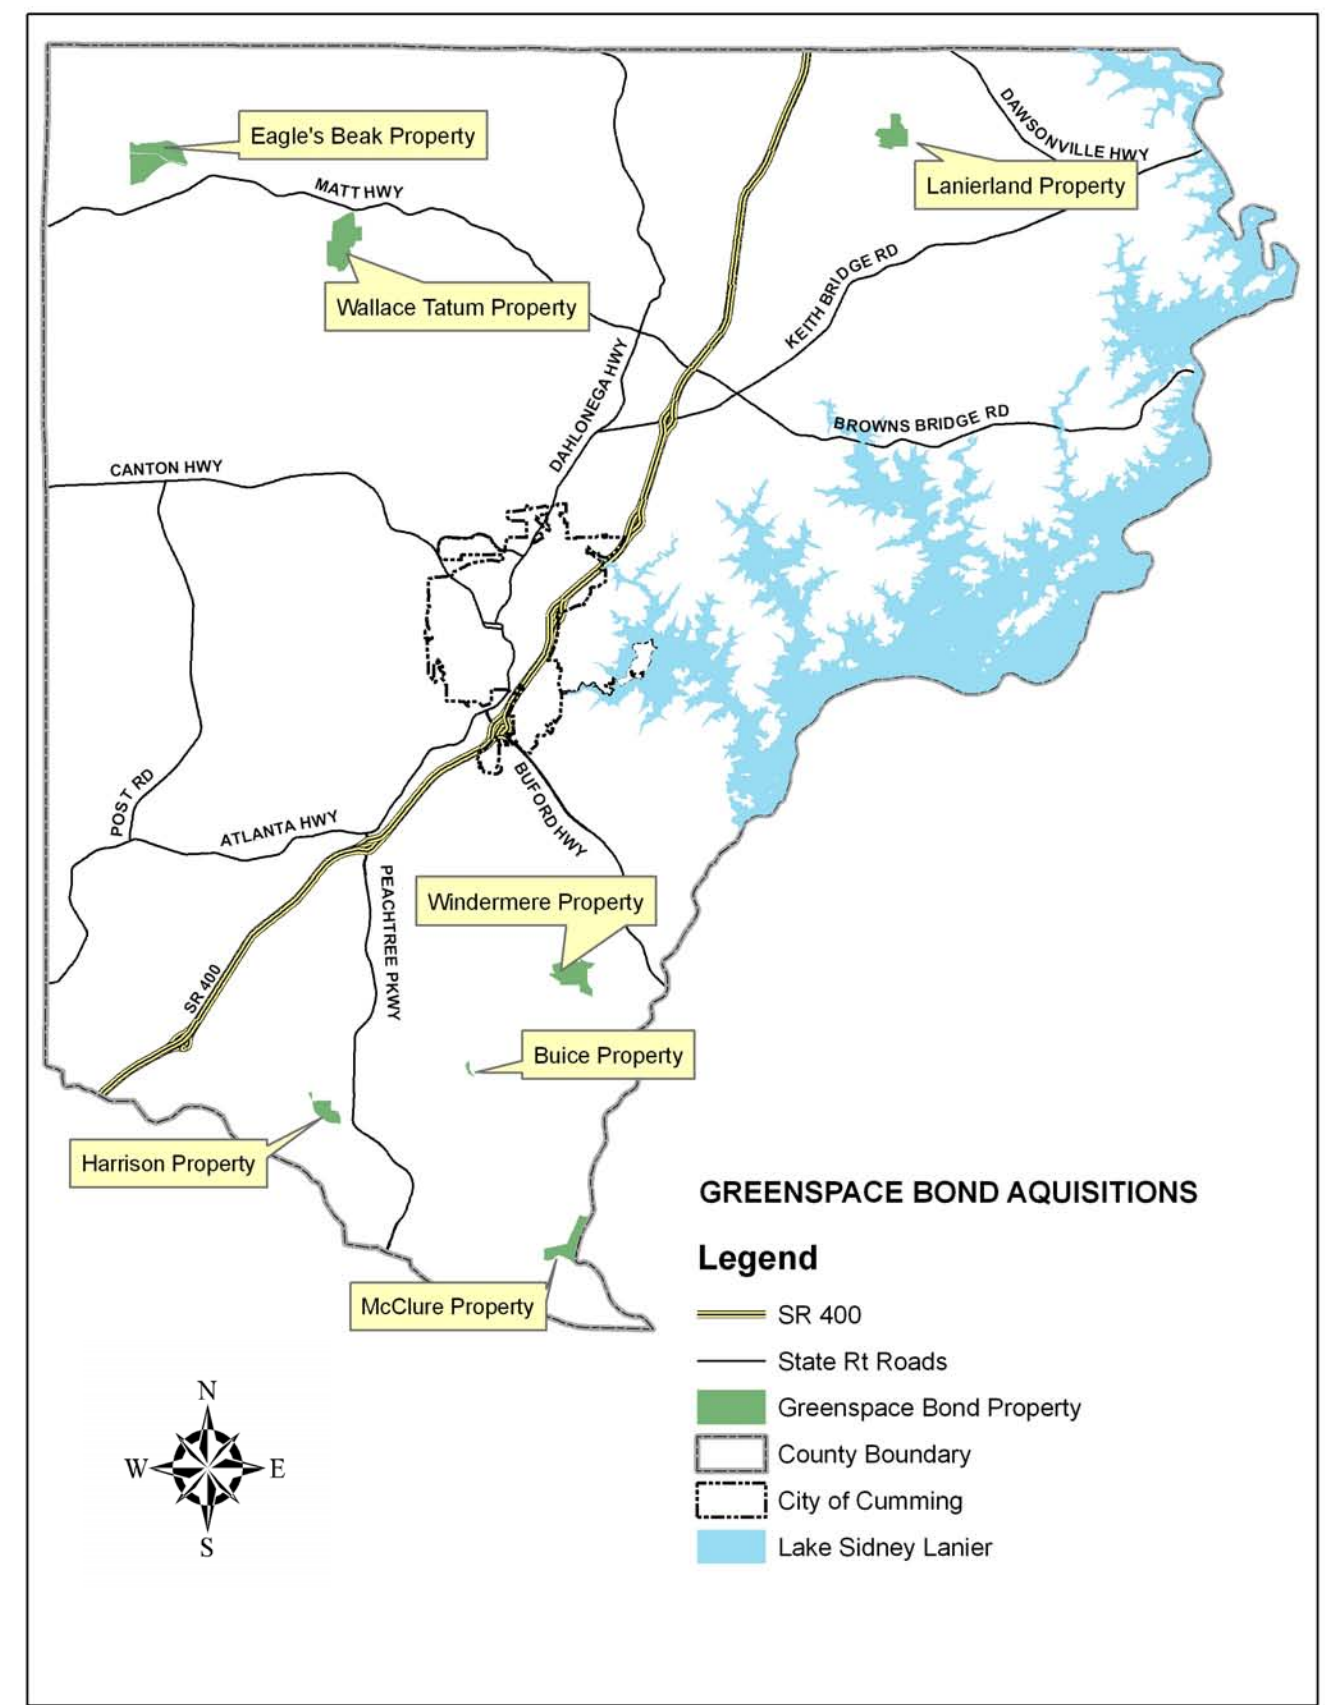 DAWSONVILLE HWY
Eagle's Beak Property
Lanierland Property
MATT HWY
Wallace Tatum Property
KEITH BRIDGE RD
DAHLONEGA HWY
BROWNS BRIDGE RD
CANTON HWY
POST RD
ATLANTA HWY
BUFORD HWY
PEACHTREE PKWY
Windermere Property
SR 400
Buice Property
Harrison Property
McClure Property
GREENSPACE BOND AQUISITIONS
Legend
SR 400
State Rt Roads
Greenspace Bond Property
County Boundary
City of Cumming
Lake Sidney Lanier
N
W
E
S